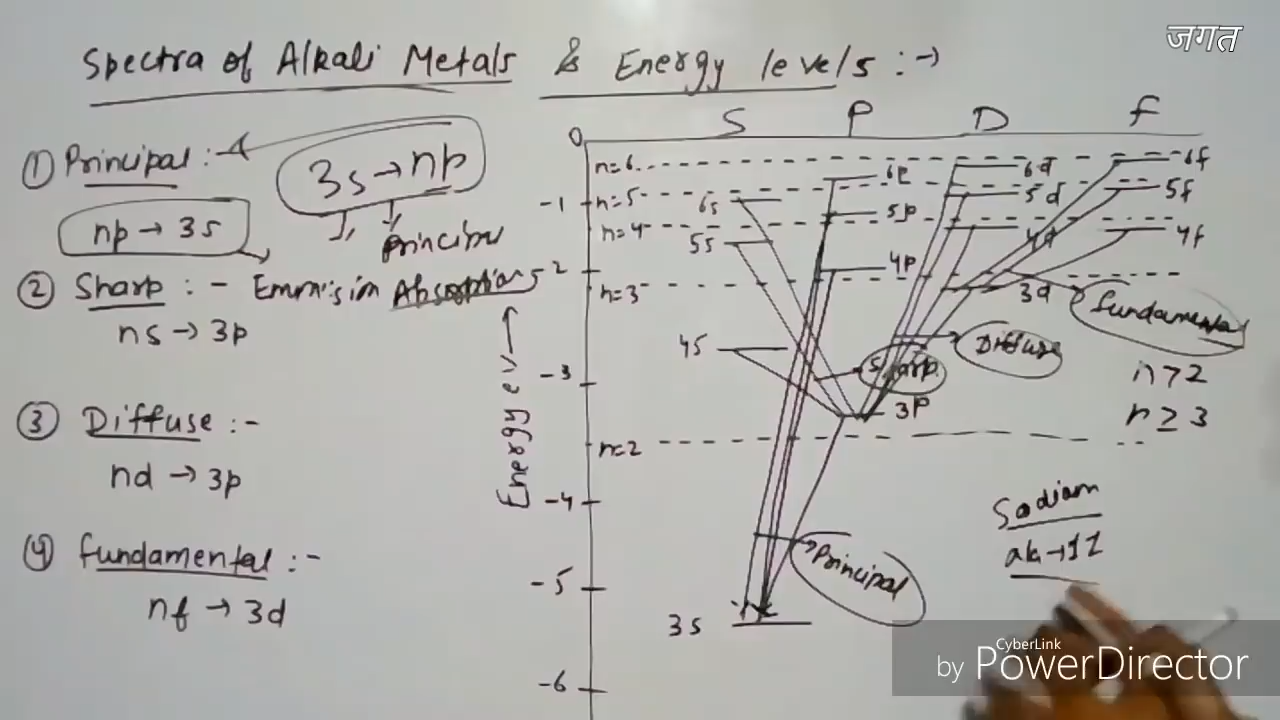 जगत
Spectra of Alkali Metals & Energy levels :→
① Principal :-
3s → np
np → 3s
Principal
② Sharp : - Emmision Absorptions
ns → 3p
③ Diffuse :-
nd → 3p
④ fundamental :-
nf → 3d
Energy ev →
S P D f
0
-1
-2
-3
-4
-5
-6
n=6
n=5
n=4
n=3
n=2
6s
5s
4s
3s
6p
5p
4p
3p
6d
5d
4d
3d
6f
5f
4f
Sharp
Diffuse
fundamental
Principal
n>2
n ≥ 3
Sodium
→ 11
CyberLink
by PowerDirector